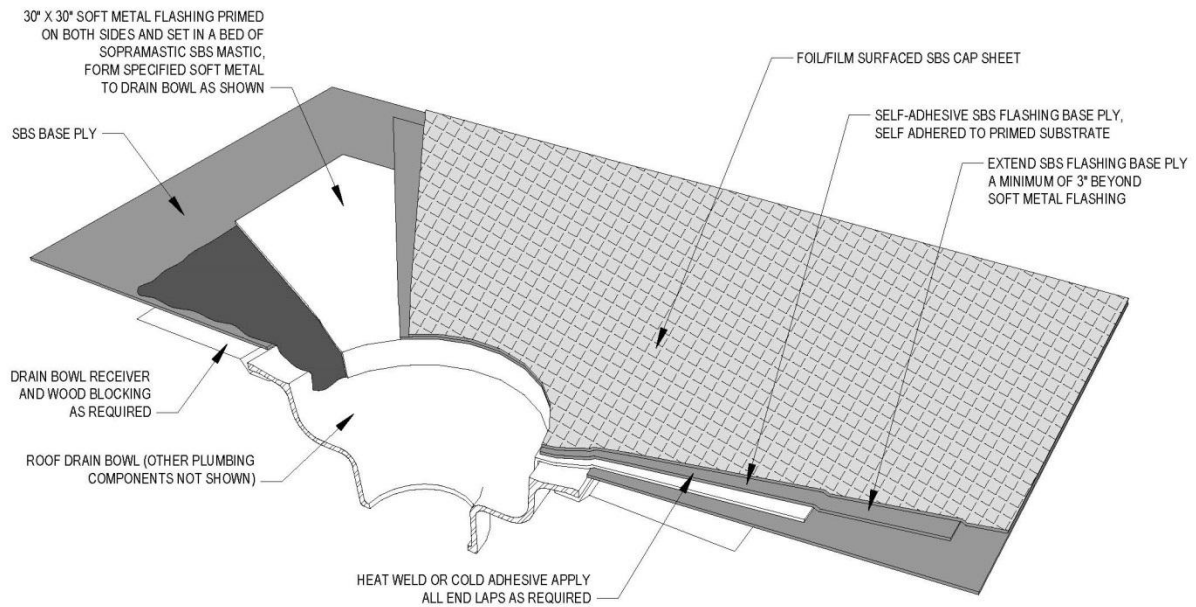 30" X 30" SOFT METAL FLASHING PRIMED
ON BOTH SIDES AND SET IN A BED OF
SOPRAMASTIC SBS MASTIC,
FORM SPECIFIED SOFT METAL
TO DRAIN BOWL AS SHOWN
SBS BASE PLY
FOIL/FILM SURFACED SBS CAP SHEET
SELF-ADHESIVE SBS FLASHING BASE PLY,
SELF ADHERED TO PRIMED SUBSTRATE
EXTEND SBS FLASHING BASE PLY
A MINIMUM OF 3" BEYOND
SOFT METAL FLASHING
DRAIN BOWL RECEIVER
AND WOOD BLOCKING
AS REQUIRED
ROOF DRAIN BOWL (OTHER PLUMBING
COMPONENTS NOT SHOWN)
HEAT WELD OR COLD ADHESIVE APPLY
ALL END LAPS AS REQUIRED